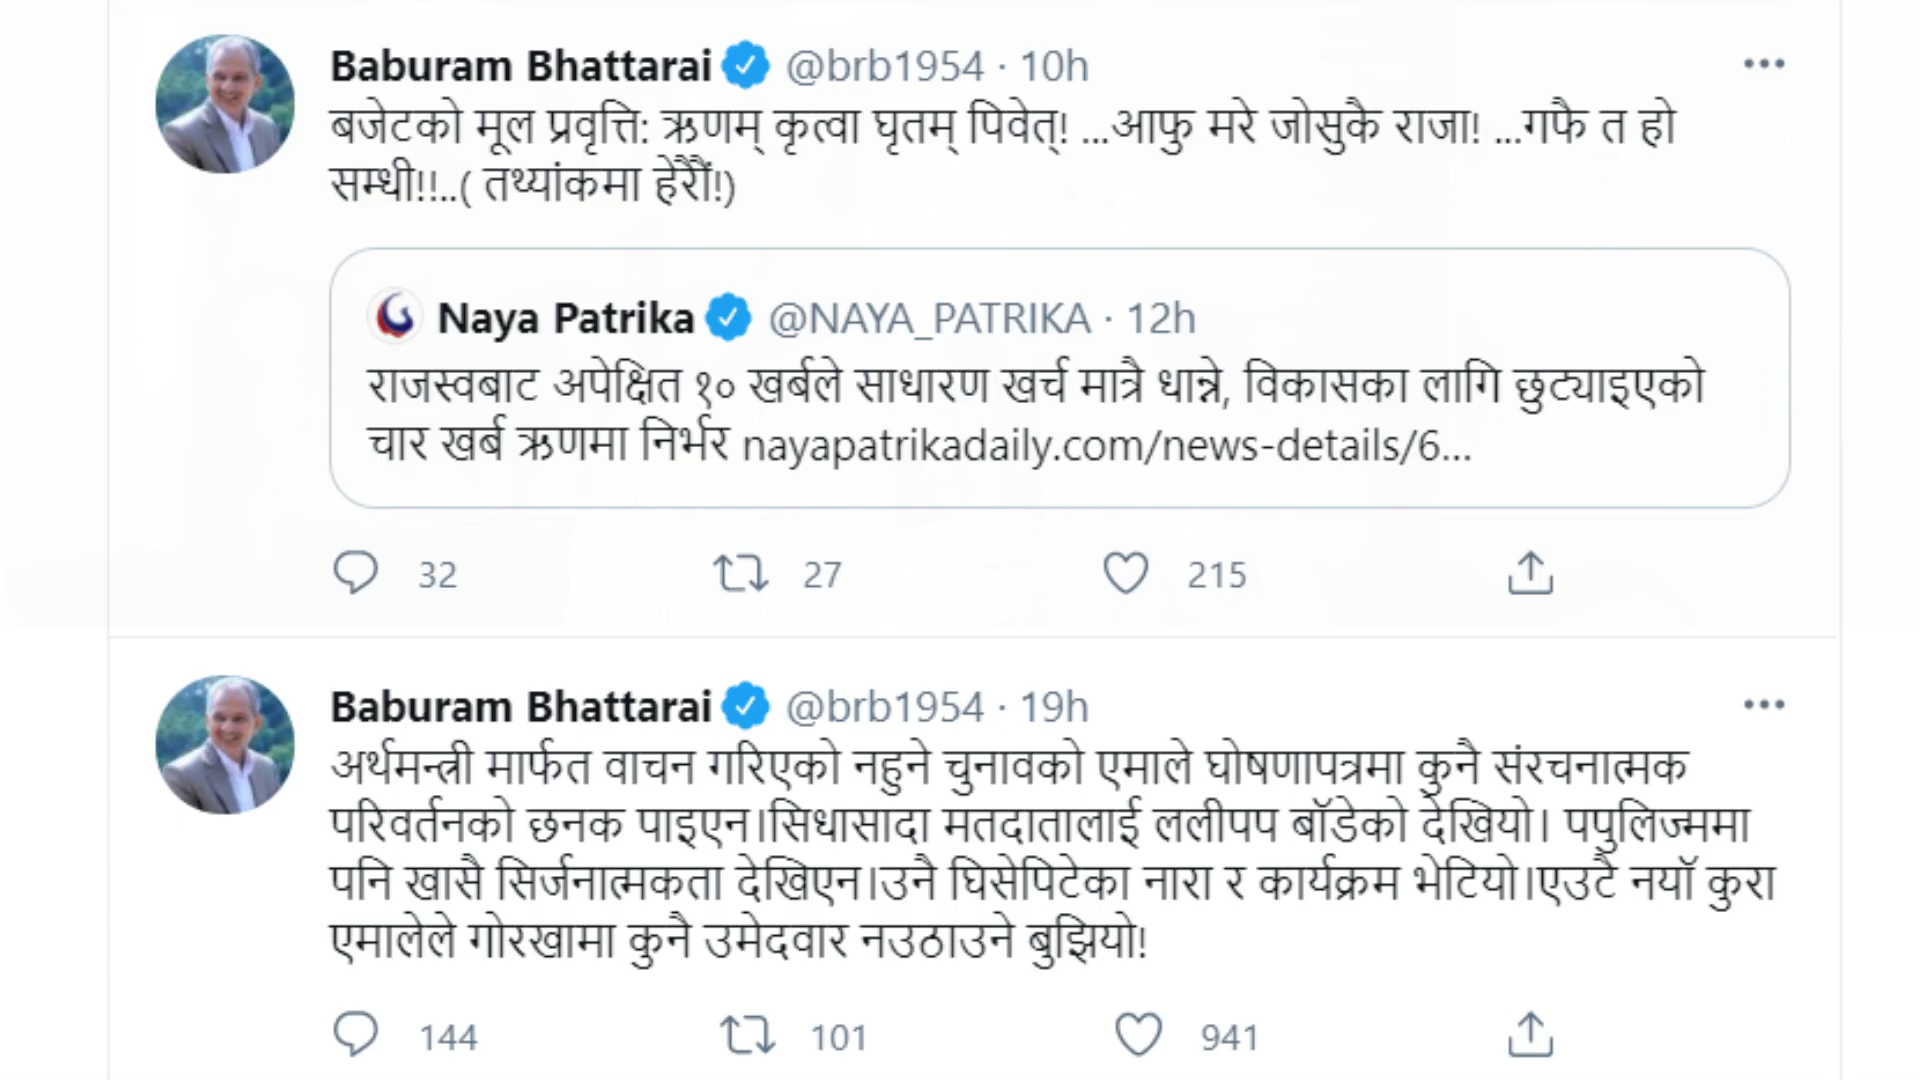 Baburam Bhattarai @brb1954 · 10h
बजेटको मूल प्रवृत्ति: ऋणम् कृत्वा घृतम् पिवेत्! ...आफु मरे जोसुकै राजा! ...गफै त हो
सम्धी!!..( तथ्यांकमा हेरौँ!)
Naya Patrika @NAYA_PATRIKA · 12h
राजस्वबाट अपेक्षित १० खर्बले साधारण खर्च मात्रै धान्ने, विकासका लागि छुट्याइएको
चार खर्ब ऋणमा निर्भर nayapatrikadaily.com/news-details/6...
32 27 215
Baburam Bhattarai @brb1954 · 19h
अर्थमन्त्री मार्फत वाचन गरिएको नहुने चुनावको एमाले घोषणापत्रमा कुनै संरचनात्मक
परिवर्तनको छनक पाइएन।सिधासादा मतदातालाई ललीपप बॉडेको देखियो। पपुलिज्ममा
पनि खासै सिर्जनात्मकता देखिएन।उनै घिसेपिटेका नारा र कार्यक्रम भेटियो।एउटै नयॉ कुरा
एमालेले गोरखामा कुनै उमेदवार नउठाउने बुझियो!
144 101 941